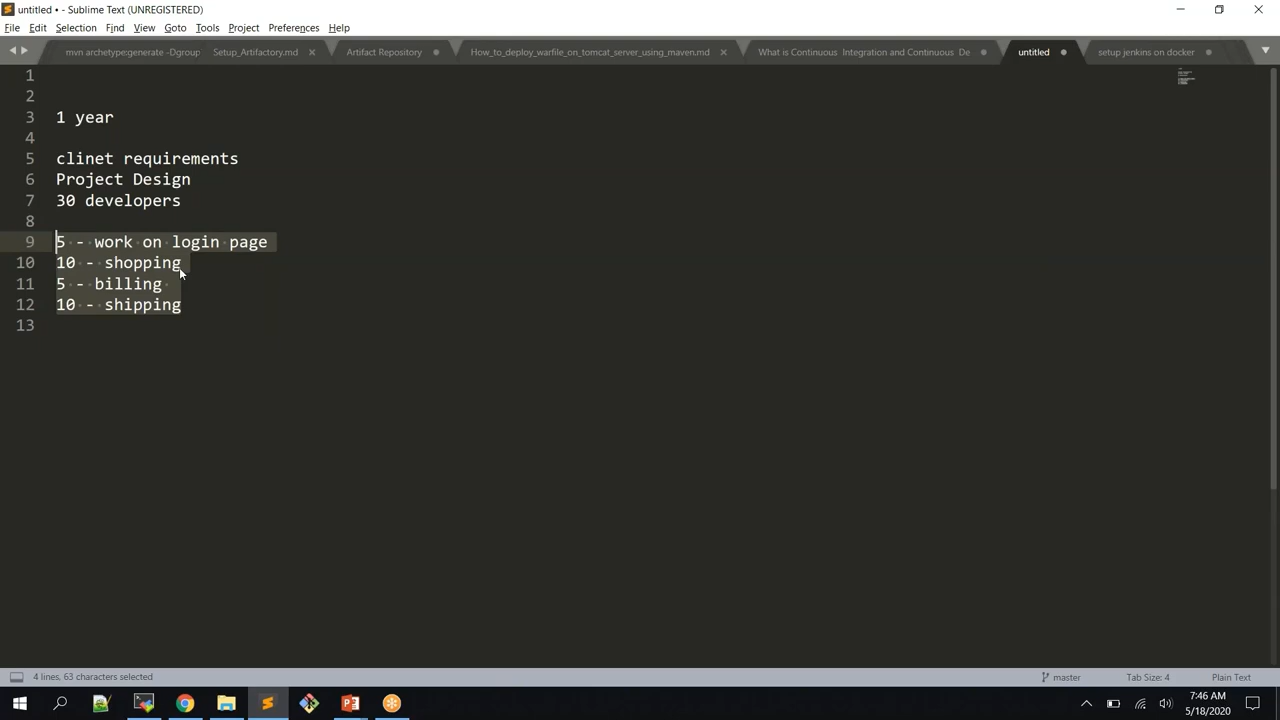 untitled • - Sublime Text (UNREGISTERED)
File Edit Selection Find View Goto Tools Project Preferences Help
mvn archetype:generate -Dgroup Setup_Artifactory.md Artifact Repository How_to_deploy_warfile_on_tomcat_server_using_maven.md What is Continuous Integration and Continuous De untitled setup jenkins on docker
1
2
3 1 year
4
5 clinet requirements
6 Project Design
7 30 developers
8
9 5 - work on login page
10 10 - shopping
11 5 - billing
12 10 - shipping
13
4 lines, 63 characters selected master Tab Size: 4 Plain Text
7:46 AM
5/18/2020